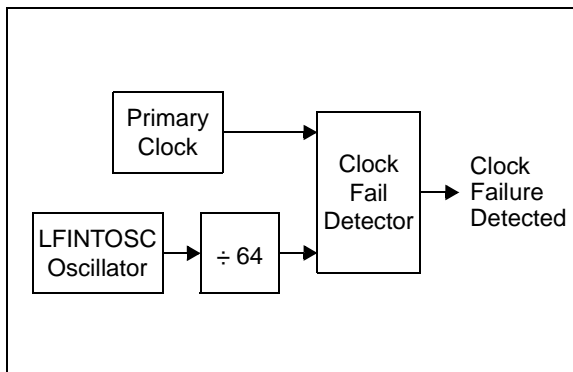 Primary
Clock
LFINTOSC
Oscillator
÷ 64
Clock
Fail
Detector
Clock
Failure
Detected